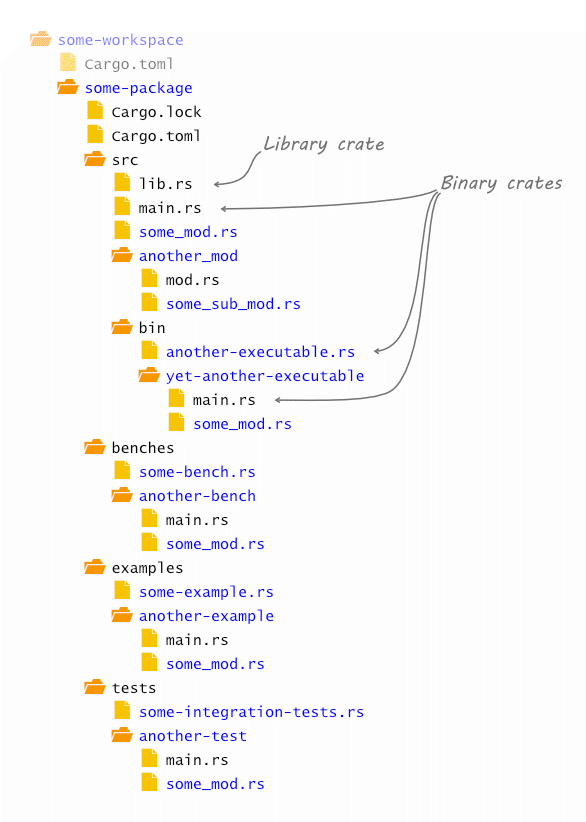 some-workspace
Cargo.toml
some-package
Cargo.lock
Cargo.toml
src
Library crate
lib.rs
Binary crates
main.rs
some_mod.rs
another_mod
mod.rs
some_sub_mod.rs
bin
another-executable.rs
yet-another-executable
main.rs
some_mod.rs
benches
some-bench.rs
another-bench
main.rs
some_mod.rs
examples
some-example.rs
another-example
main.rs
some_mod.rs
tests
some-integration-tests.rs
another-test
main.rs
some_mod.rs